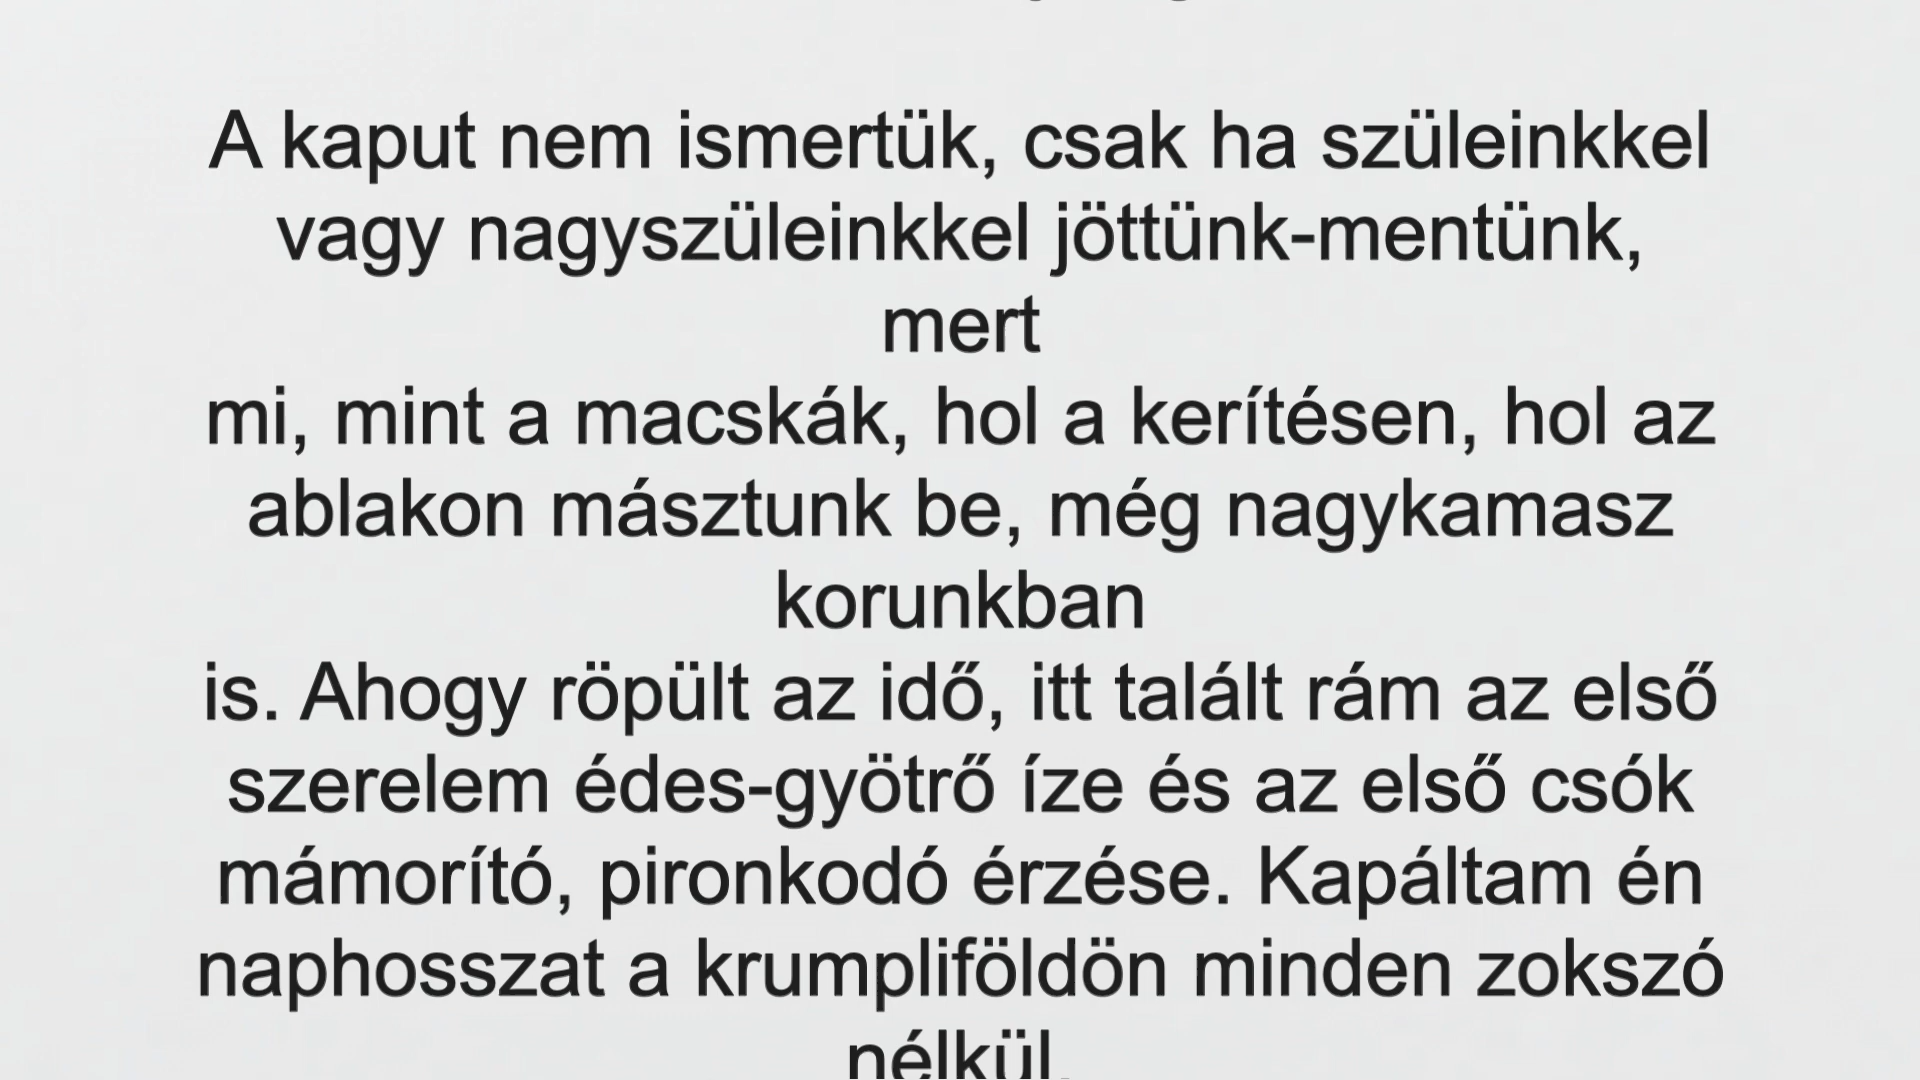 A kaput nem ismertük, csak ha szüleinkkel
vagy nagyszüleinkkel jöttünk-mentünk,
mert
mi, mint a macskák, hol a kerítésen, hol az
ablakon másztunk be, még nagykamasz
korunkban
is. Ahogy röpült az idő, itt talált rám az első
szerelem édes-gyötrő íze és az első csók
mámorító, pironkodó érzése. Kapáltam én
naphosszat a krumpliföldön minden zokszó
nélkül.